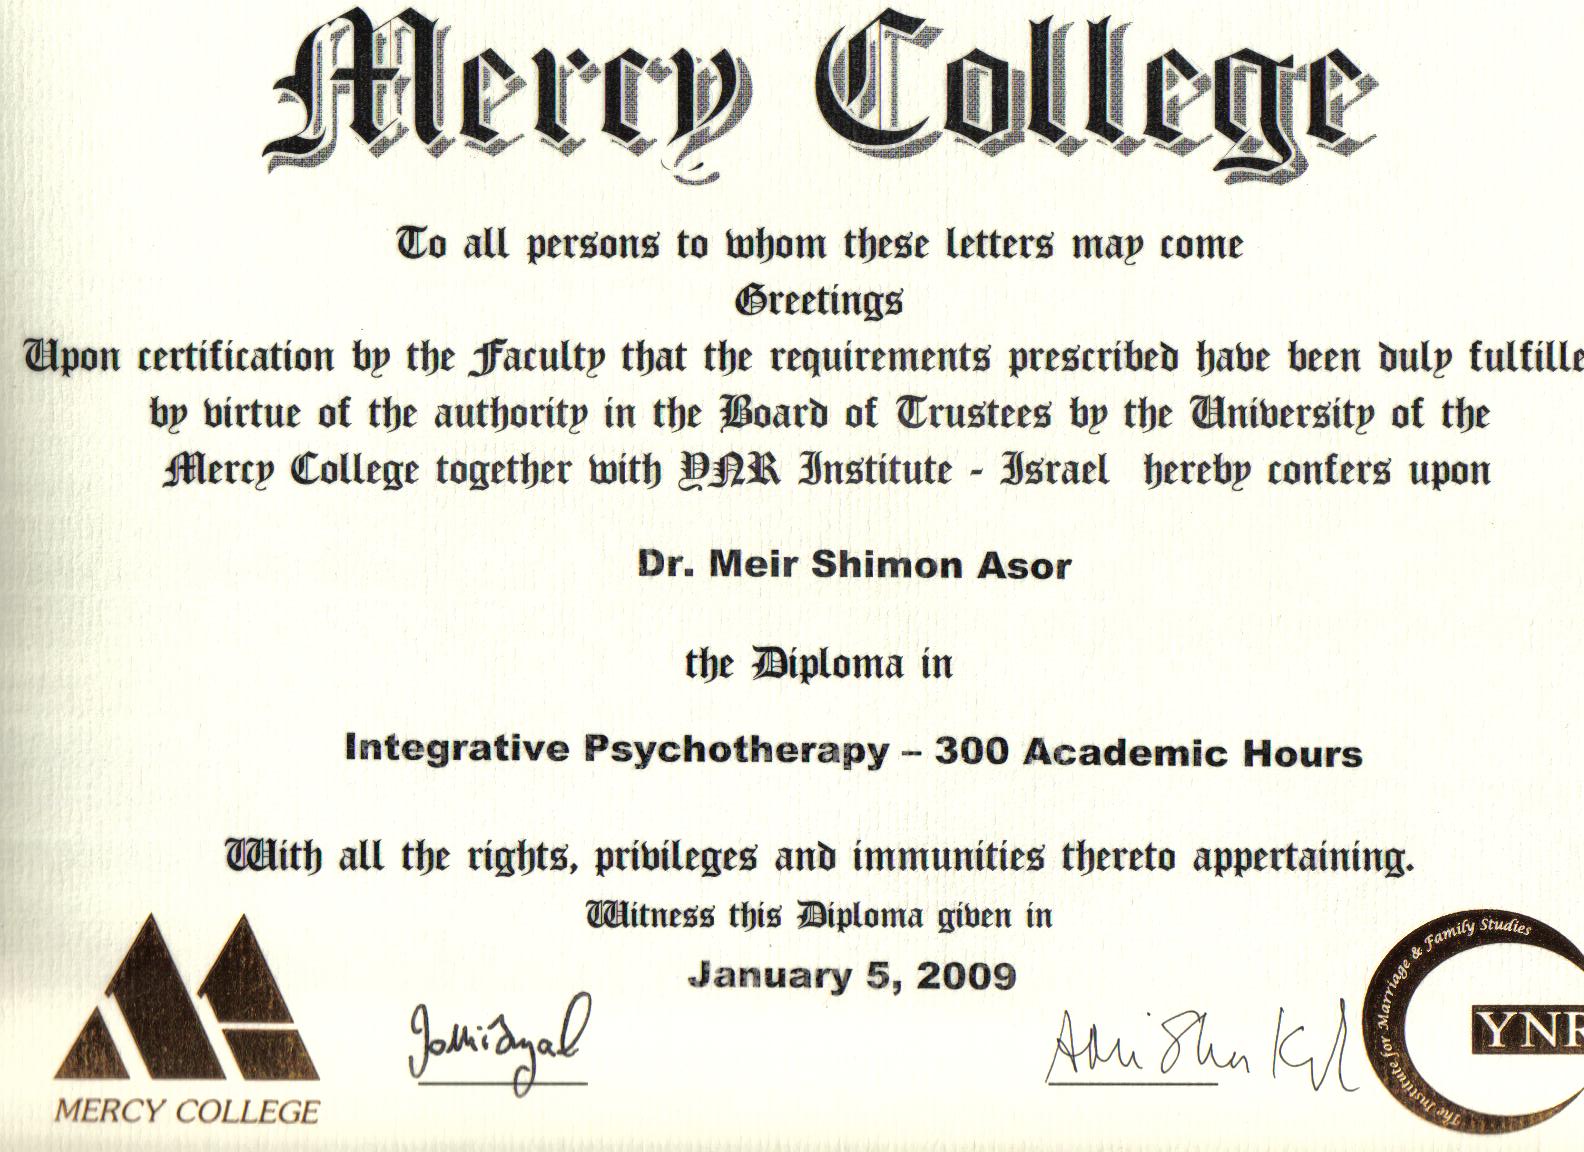 Mercy College
To all persons to whom these letters may come
Greetings
Upon certification by the Faculty that the requirements prescribed have been duly fulfille
by virtue of the authority in the Board of Trustees by the University of the
Mercy College together with YNR Institute - Israel hereby confers upon
Dr. Meir Shimon Asor
the Diploma in
Integrative Psychotherapy – 300 Academic Hours
With all the rights, privileges and immunities thereto appertaining.
Witness this Diploma given in
January 5, 2009
MERCY COLLEGE
The Institute for Marriage & Family Studies
YNR